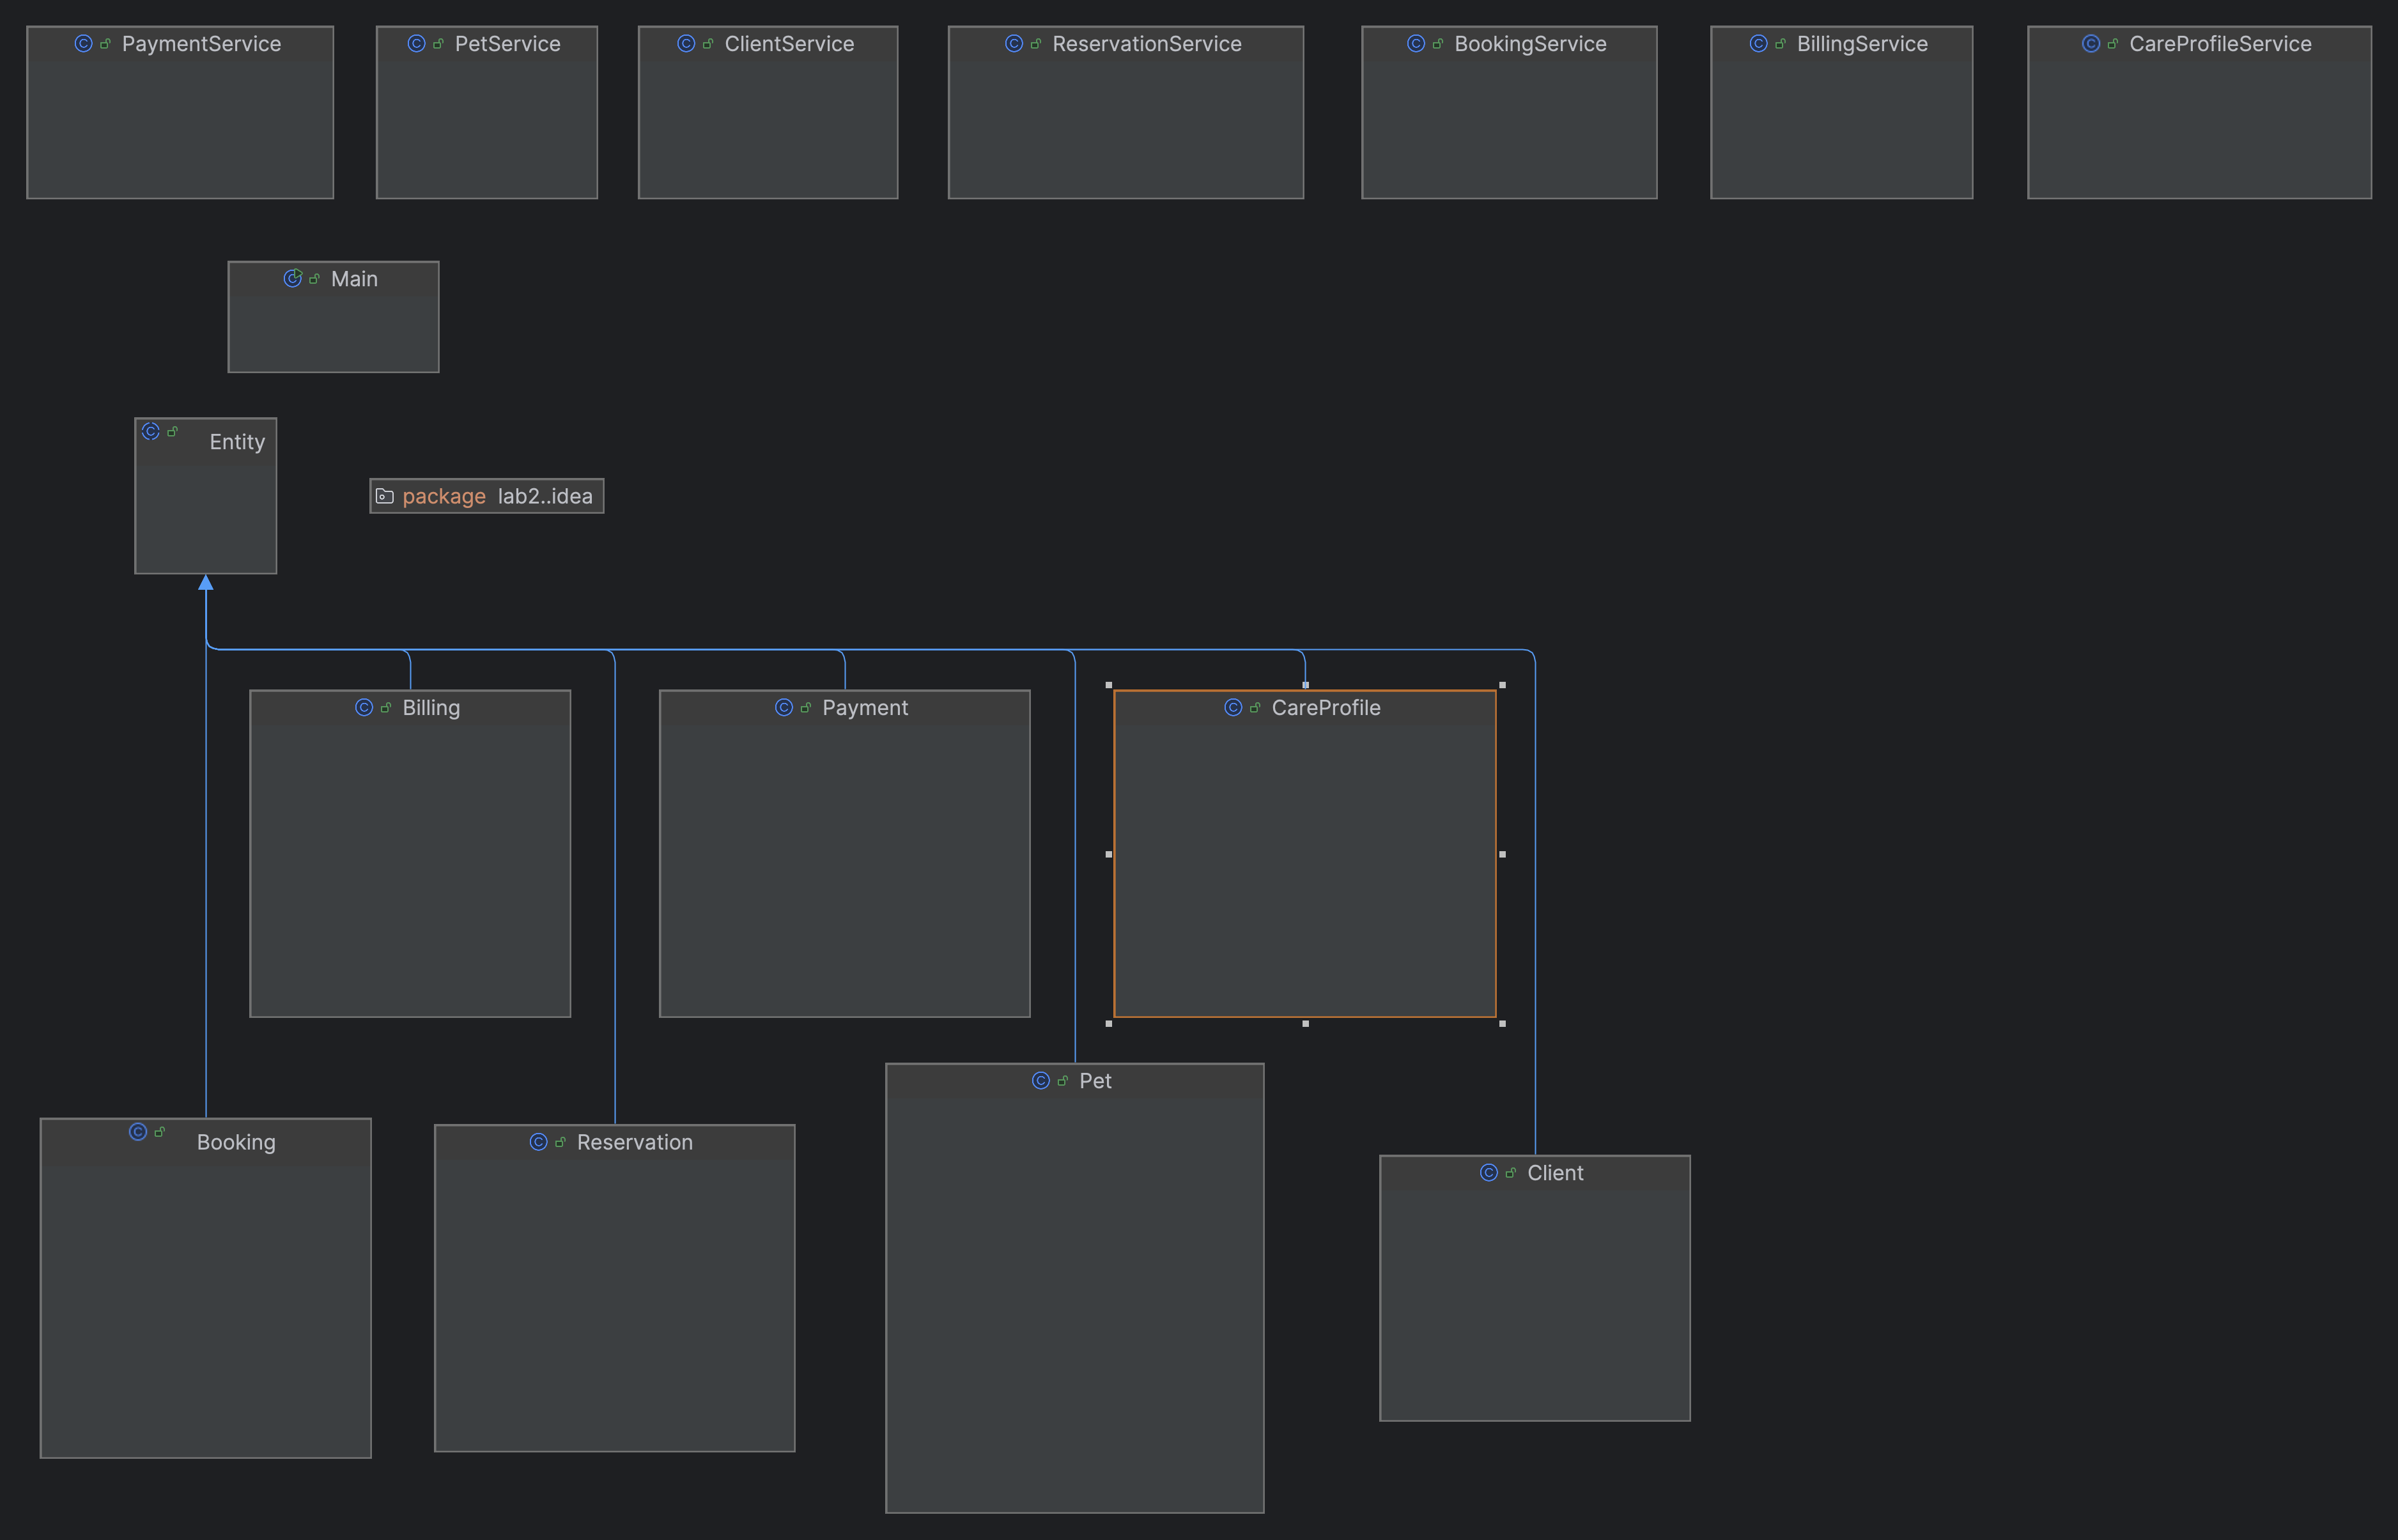 PaymentService
PetService
ClientService
ReservationService
BookingService
BillingService
CareProfileService
Main
Entity
package lab2..idea
Billing
Payment
CareProfile
Pet
Booking
Reservation
Client